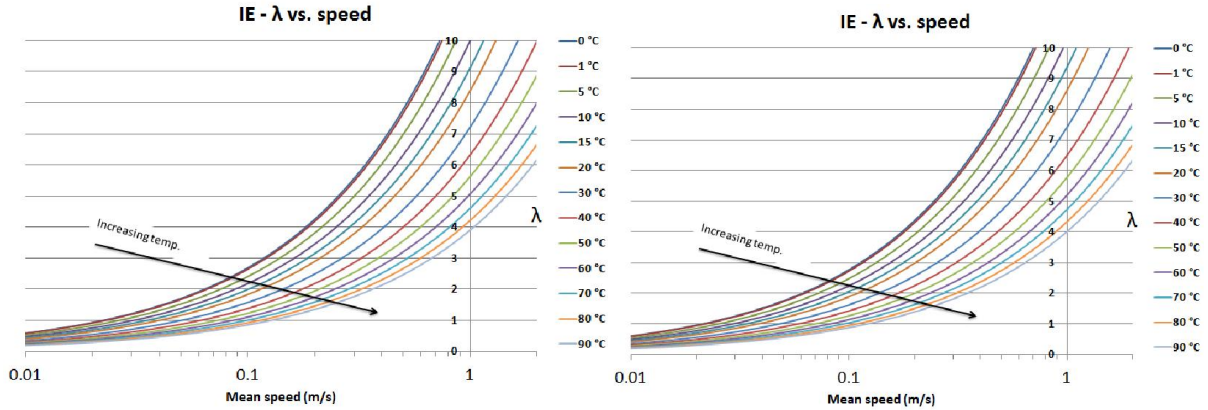 IE - λ vs. speed
10
9
8
7
6
5
4
3
2
1
0
λ
Increasing temp.
0.01
0.1
1
Mean speed (m/s)
0 °C
1 °C
5 °C
10 °C
15 °C
20 °C
30 °C
40 °C
50 °C
60 °C
70 °C
80 °C
90 °C
IE - λ vs. speed
10
9
8
7
6
5
4
3
2
1
0
λ
Increasing temp.
0.01
0.1
1
Mean speed (m/s)
0 °C
1 °C
5 °C
10 °C
15 °C
20 °C
30 °C
40 °C
50 °C
60 °C
70 °C
80 °C
90 °C